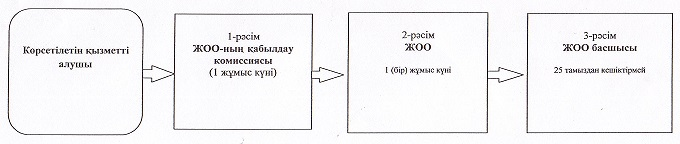 Көрсетілетін қызметті
алушы
1-рәсім
ЖОО-ның қабылдау
комиссиясы
(1 жұмыс күні)
2-рәсім
ЖОО
1 (бір) жұмыс күні
3-рәсім
ЖОО басшысы
25 тамыздан кешіктірмей